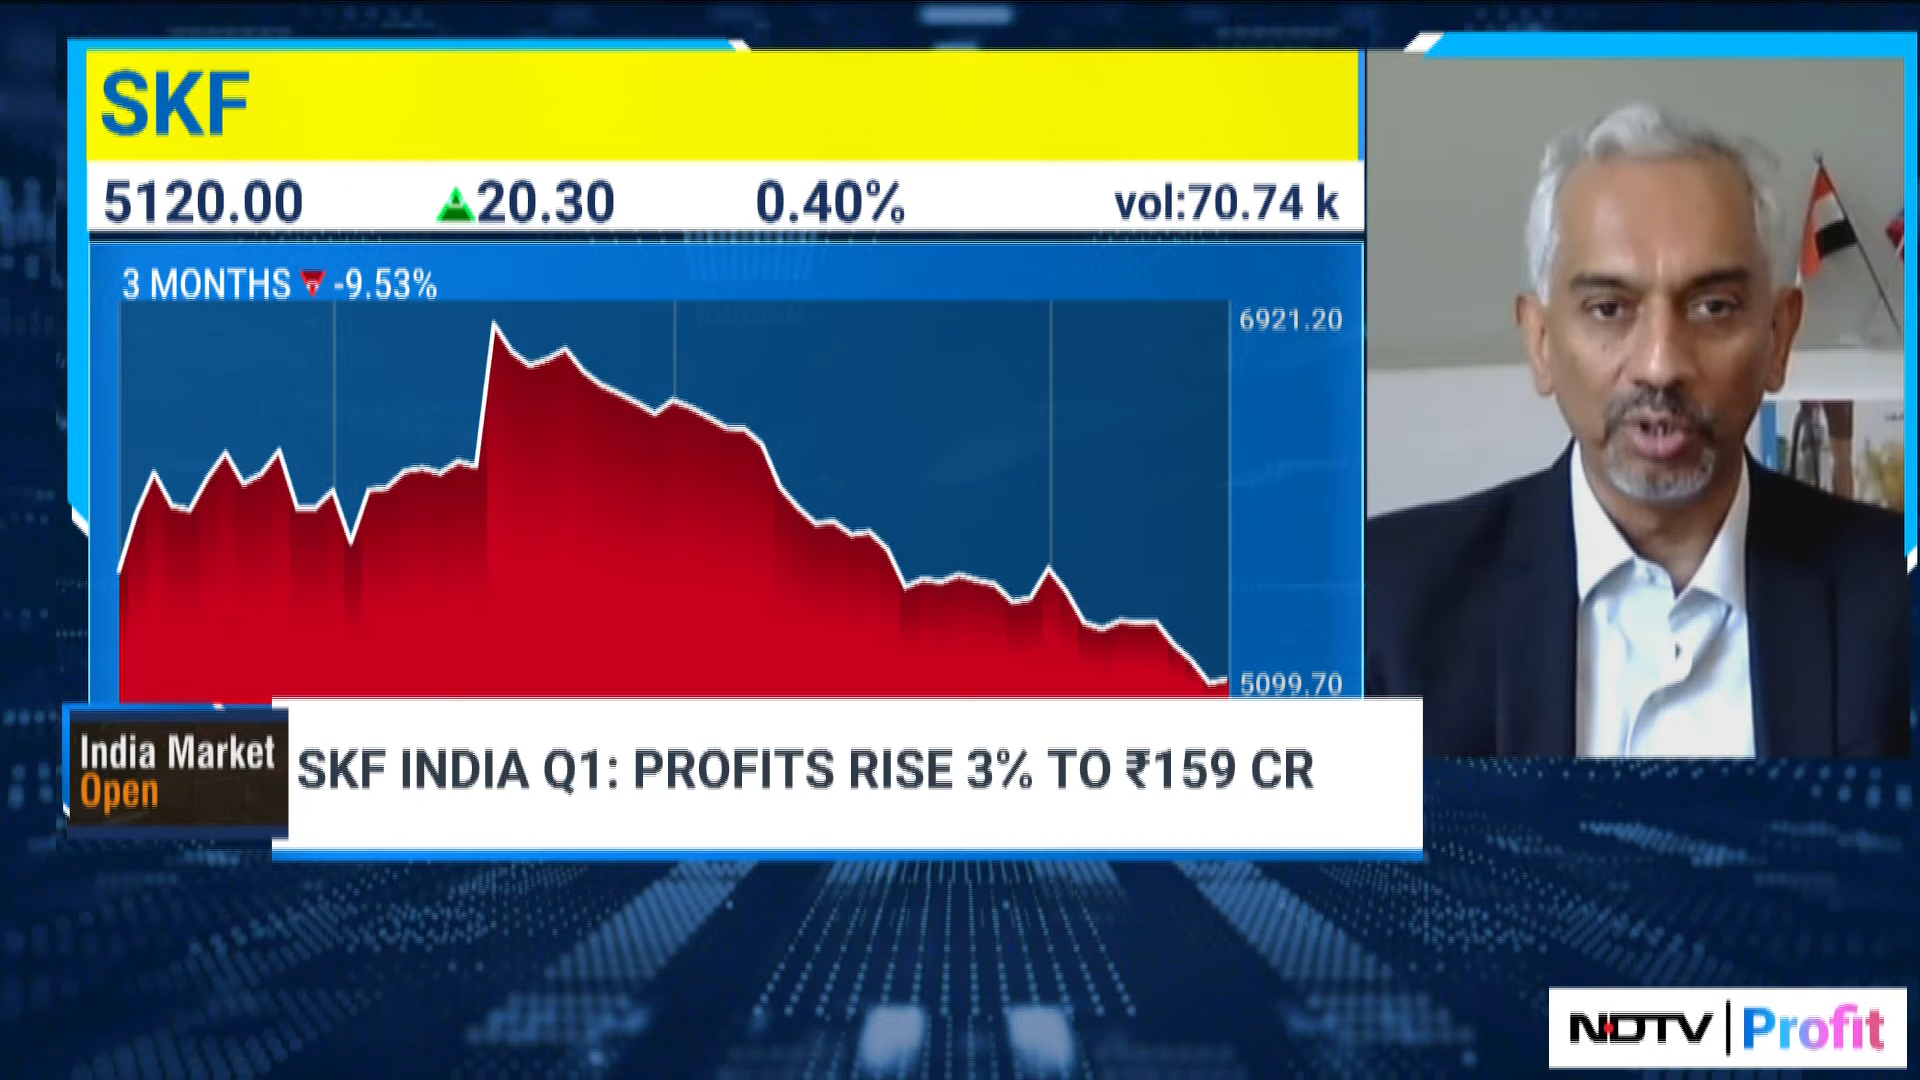 SKF
5120.00 20.30 0.40% vol:70.74 k
3 MONTHS -9.53%
6921.20
5099.70
India Market
Open
SKF INDIA Q1: PROFITS RISE 3% TO ₹159 CR
NDTV Profit